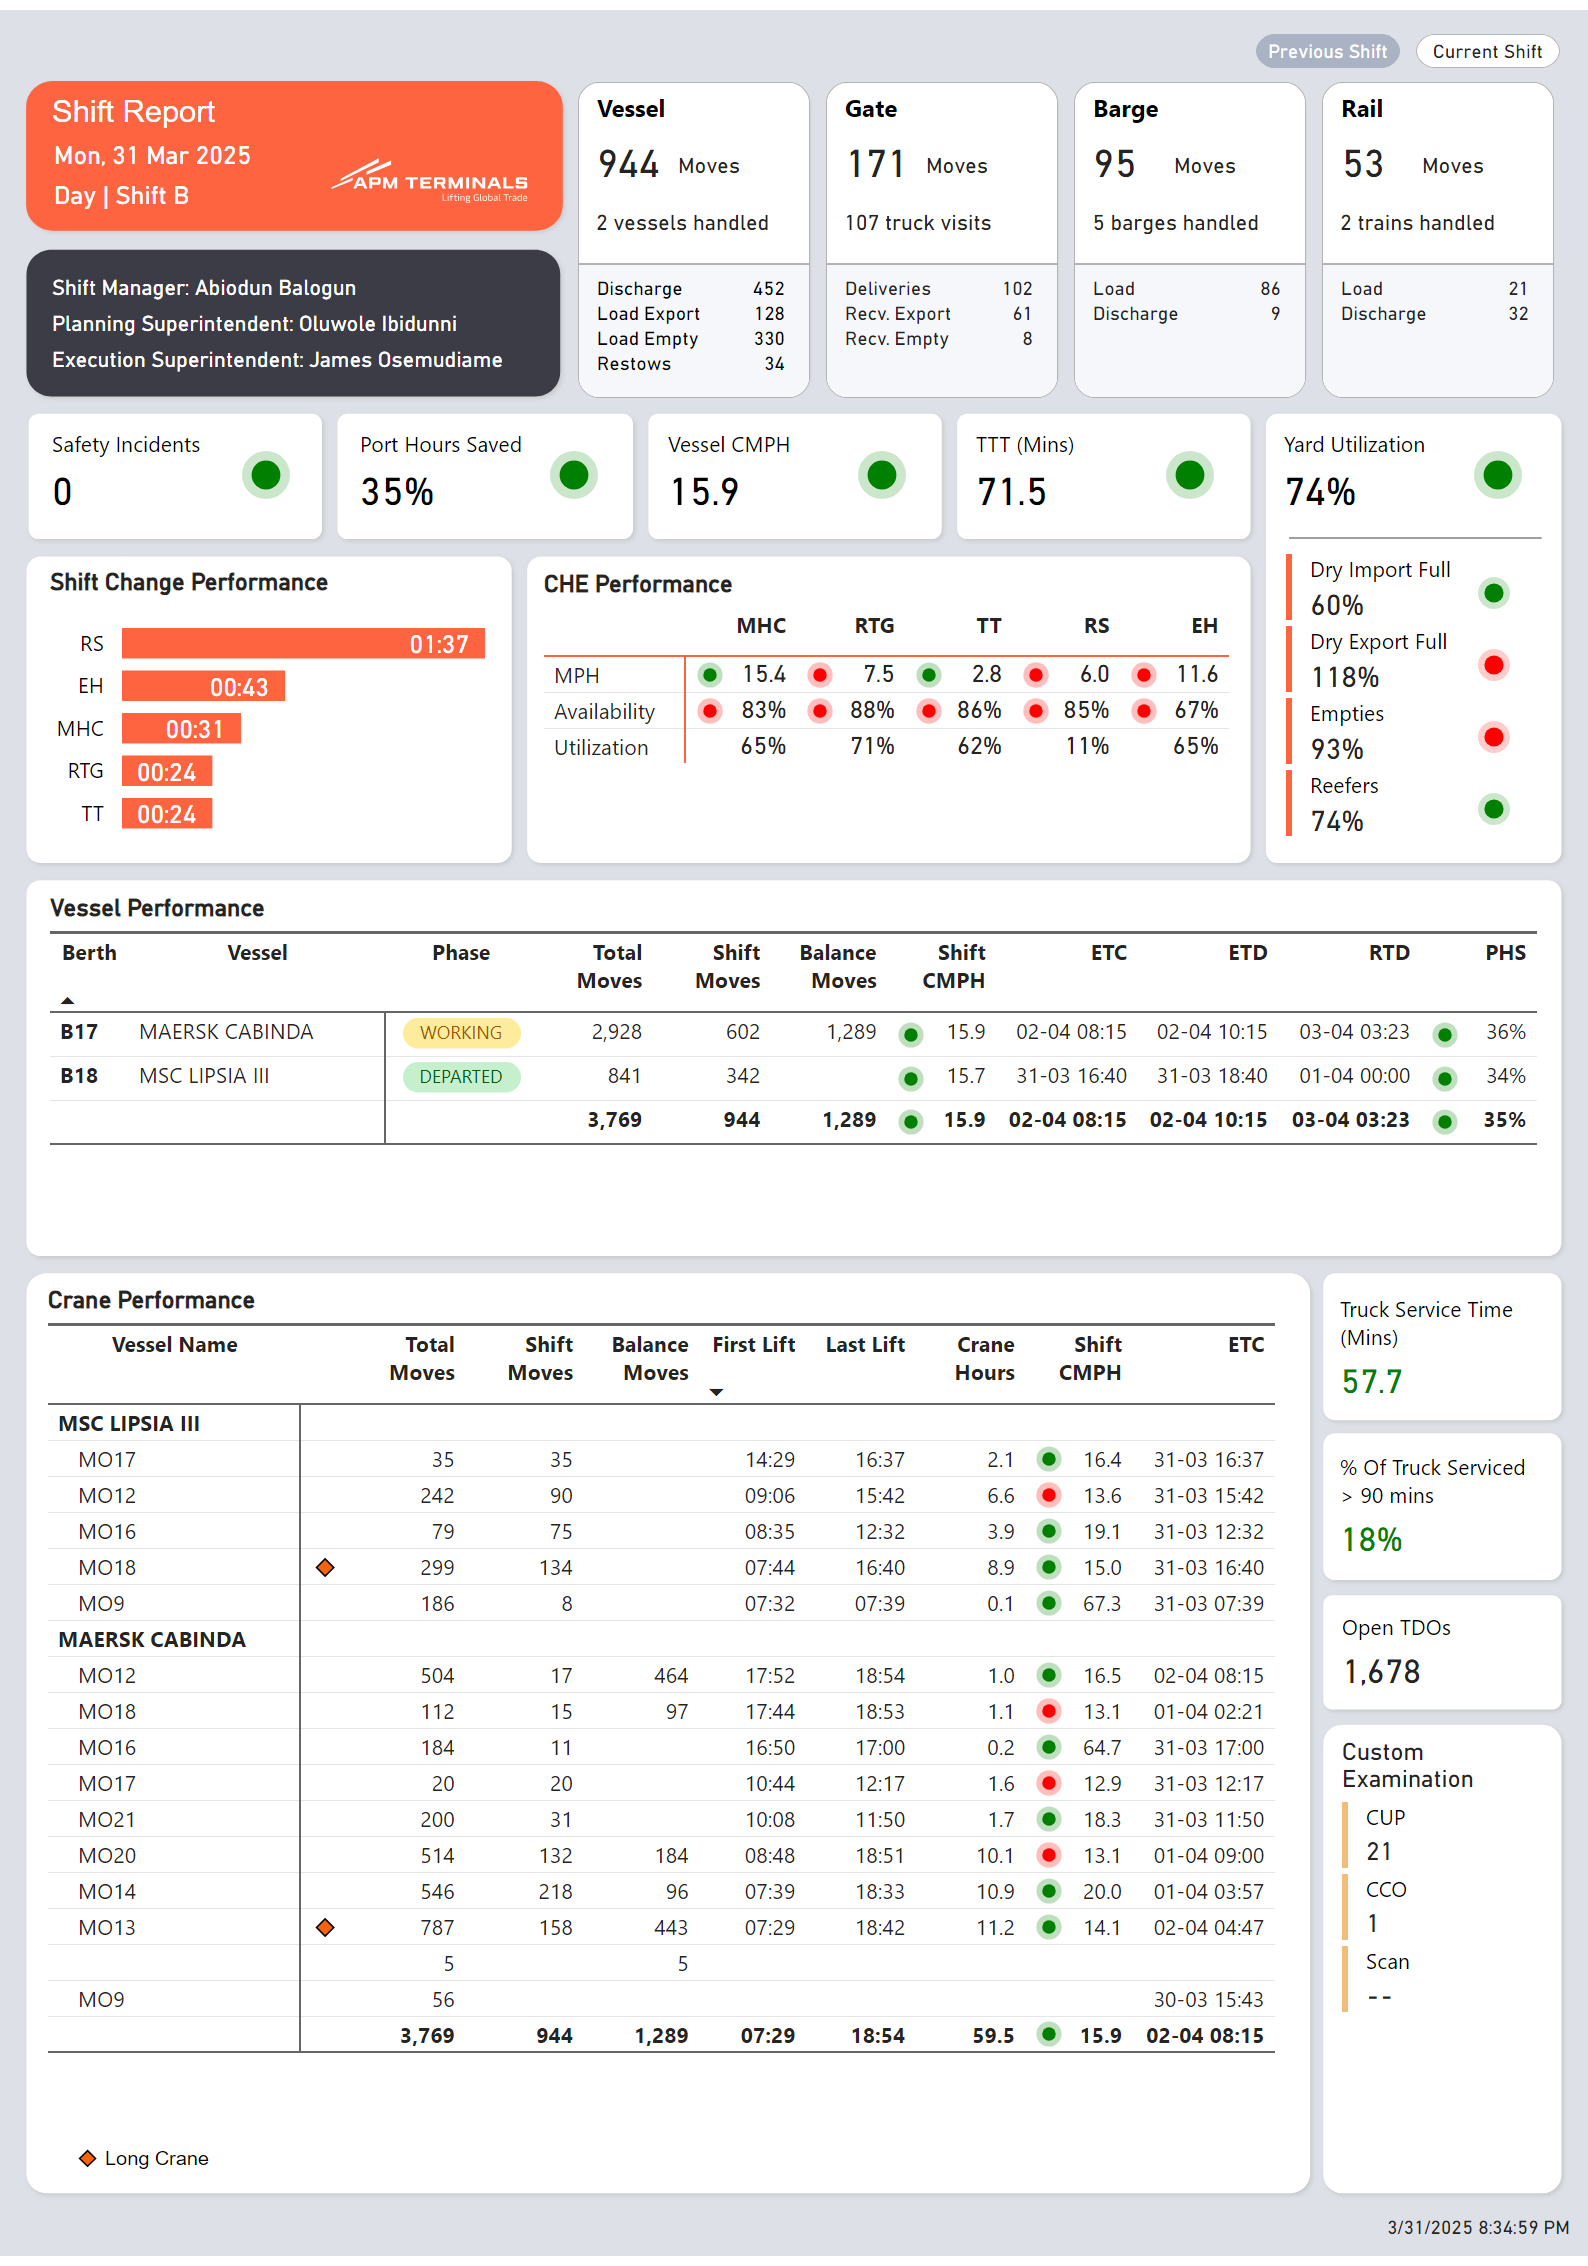 Previous Shift Current Shift
Shift Report
Mon, 31 Mar 2025
Day | Shift B
APM TERMINALS
Lifting Global Trade
Shift Manager: Abiodun Balogun
Planning Superintendent: Oluwole Ibidunni
Execution Superintendent: James Osemudiame
Vessel
944 Moves
2 vessels handled
Discharge 452
Load Export 128
Load Empty 330
Restows 34
Gate
171 Moves
107 truck visits
Deliveries 102
Recv. Export 61
Recv. Empty 8
Barge
95 Moves
5 barges handled
Load 86
Discharge 9
Rail
53 Moves
2 trains handled
Load 21
Discharge 32
Safety Incidents
0
Port Hours Saved
35%
Vessel CMPH
15.9
TTT (Mins)
71.5
Yard Utilization
74%
Dry Import Full
60%
Dry Export Full
118%
Empties
93%
Reefers
74%
Shift Change Performance
RS 01:37
EH 00:43
MHC 00:31
RTG 00:24
TT 00:24
CHE Performance
MHC RTG TT RS EH
MPH 15.4 7.5 2.8 6.0 11.6
Availability 83% 88% 86% 85% 67%
Utilization 65% 71% 62% 11% 65%
Vessel Performance
Berth Vessel Phase Total Moves Shift Moves Balance Moves Shift CMPH ETC ETD RTD PHS
B17 MAERSK CABINDA WORKING 2,928 602 1,289 15.9 02-04 08:15 02-04 10:15 03-04 03:23 36%
B18 MSC LIPSIA III DEPARTED 841 342 15.7 31-03 16:40 31-03 18:40 01-04 00:00 34%
3,769 944 1,289 15.9 02-04 08:15 02-04 10:15 03-04 03:23 35%
Crane Performance
Vessel Name Total Moves Shift Moves Balance Moves First Lift Last Lift Crane Hours Shift CMPH ETC
MSC LIPSIA III
MO17 35 35 14:29 16:37 2.1 16.4 31-03 16:37
MO12 242 90 09:06 15:42 6.6 13.6 31-03 15:42
MO16 79 75 08:35 12:32 3.9 19.1 31-03 12:32
MO18 299 134 07:44 16:40 8.9 15.0 31-03 16:40
MO9 186 8 07:32 07:39 0.1 67.3 31-03 07:39
MAERSK CABINDA
MO12 504 17 464 17:52 18:54 1.0 16.5 02-04 08:15
MO18 112 15 97 17:44 18:53 1.1 13.1 01-04 02:21
MO16 184 11 16:50 17:00 0.2 64.7 31-03 17:00
MO17 20 20 10:44 12:17 1.6 12.9 31-03 12:17
MO21 200 31 10:08 11:50 1.7 18.3 31-03 11:50
MO20 514 132 184 08:48 18:51 10.1 13.1 01-04 09:00
MO14 546 218 96 07:39 18:33 10.9 20.0 01-04 03:57
MO13 787 158 443 07:29 18:42 11.2 14.1 02-04 04:47
5 5
MO9 56 30-03 15:43
3,769 944 1,289 07:29 18:54 59.5 15.9 02-04 08:15
Long Crane
Truck Service Time
(Mins)
57.7
% Of Truck Serviced
> 90 mins
18%
Open TDOs
1,678
Custom
Examination
CUP
21
CCO
1
Scan
--
3/31/2025 8:34:59 PM